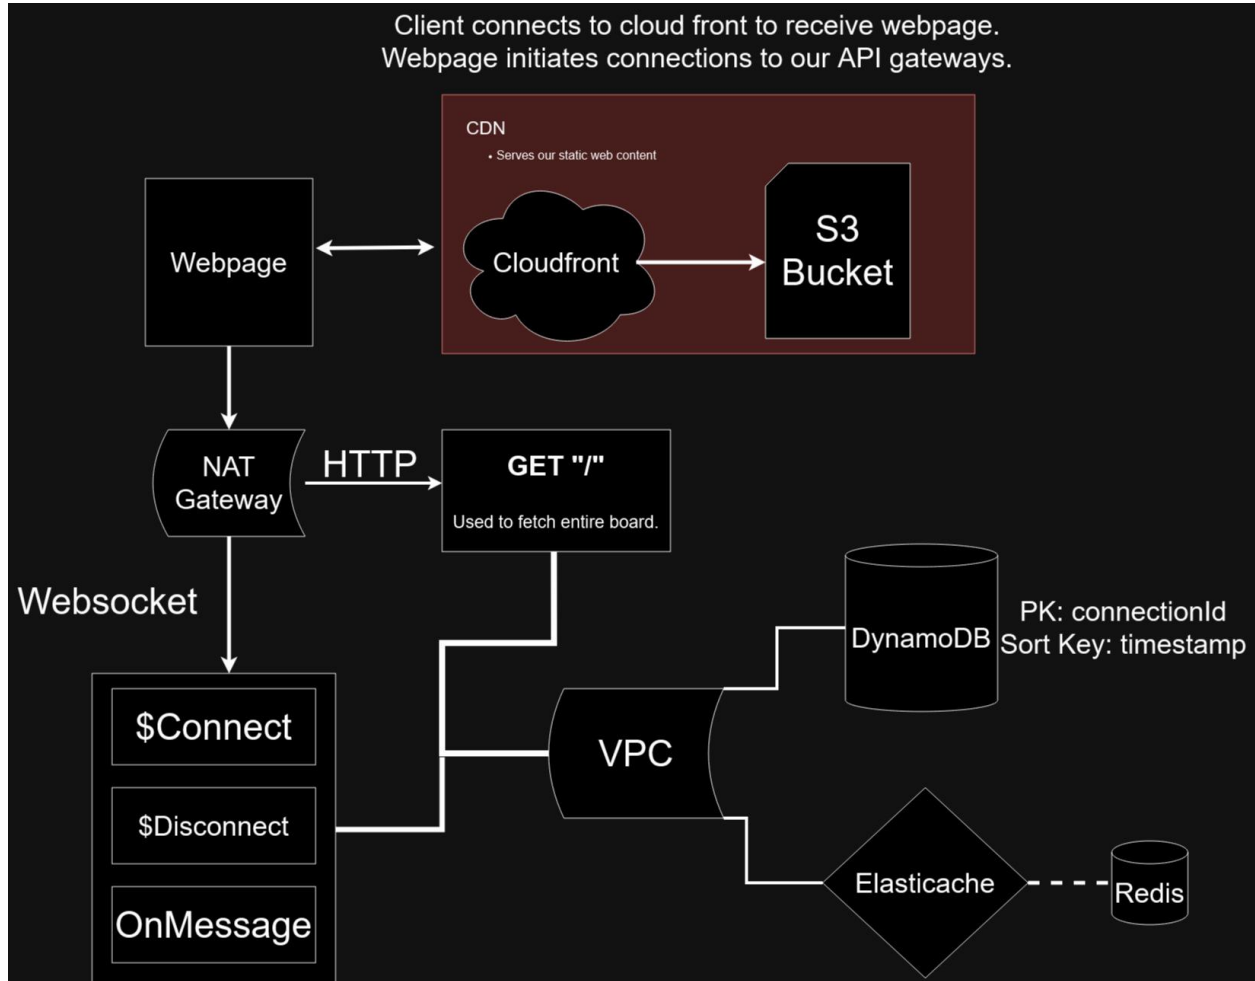 Client connects to cloud front to receive webpage.
Webpage initiates connections to our API gateways.
CDN
• Serves our static web content
Webpage
Cloudfront
S3
Bucket
NAT
Gateway
HTTP
GET "/"
Used to fetch entire board.
Websocket
DynamoDB
PK: connectionId
Sort Key: timestamp
$Connect
VPC
$Disconnect
OnMessage
Elasticache
Redis